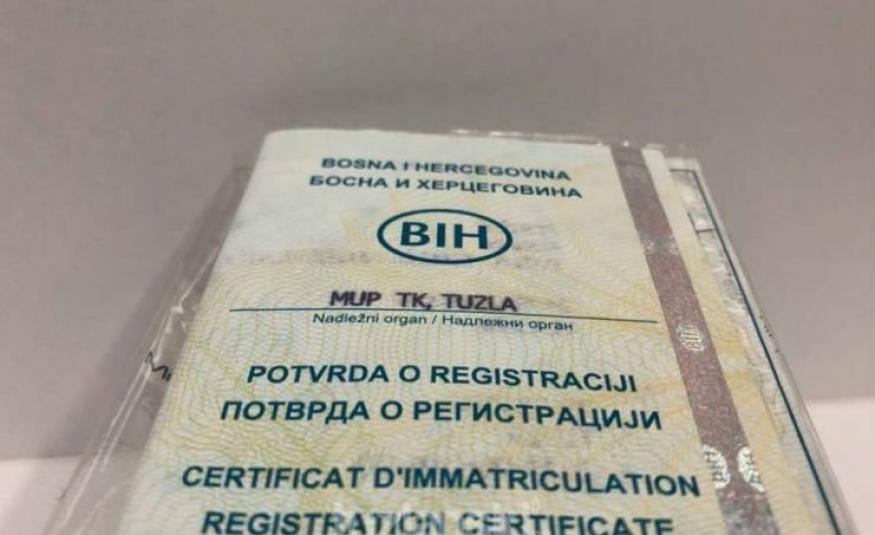 BOSNA I HERCEGOVINA
БОСНА И ХЕРЦЕГОВИНА
BIH
MUP TK, TUZLA
Nadležni organ / Надлежни орган
POTVRDA O REGISTRACIJI
ПОТВРДА О РЕГИСТРАЦИЈИ
CERTIFICAT D'IMMATRICULATION
REGISTRATION CERTIFICATE